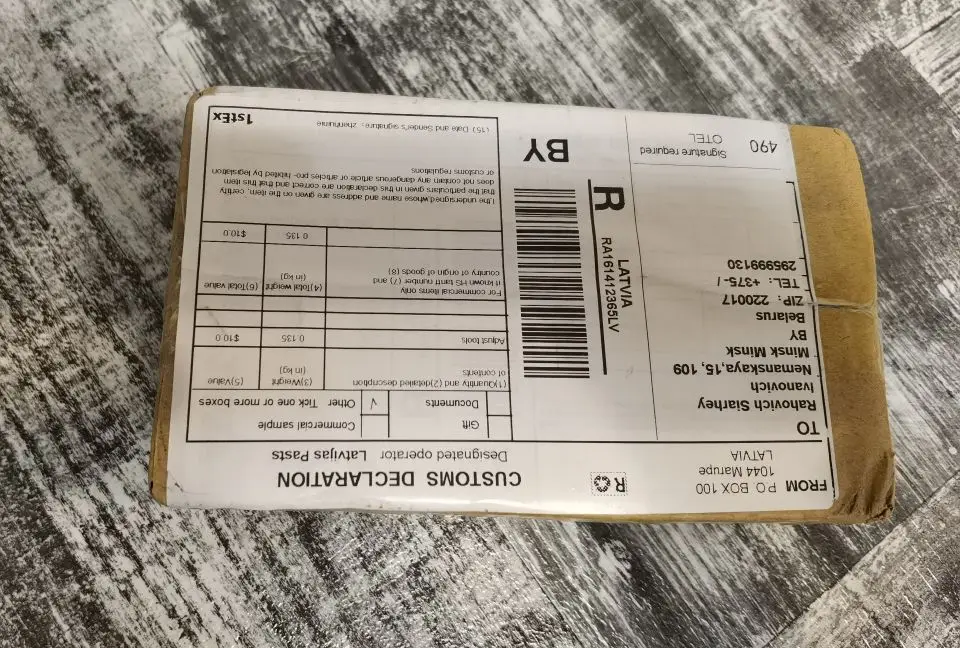 FROM P.O. BOX 100
1044 Marupe
LATVIA
TO
Rahovich Siarhey
Ivanovich
Nemanskaya,15, 109
Minsk Minsk
BY
Belarus
ZIP: 220017
TEL: +375-/-
295999130
490
Signature required
OTEL
R
LATVIA
RA161412365LV
R
BY
CUSTOMS DECLARATION
Designated operator Latvijas Pasts
Gift
Commercial sample
Documents
√
Other Tick one or more boxes
(1)Quantity and (2)detailed description
of contents
(3)Weight
(in kg)
(5)Value
Adjust tools
0.135
$10.0
For commercial items only
If known HS tariff number (7) and
country of origin of goods (8)
(4)Total weight
(in kg)
(6)Total value
0.135
$10.0
I,the undersigned,whose name and address are given on the item, certify
that the particulars given in this declaration are correct and that this item
does not contain any dangerous article or articles pro- hibited by legislation
or customs regulations
(15) Date and Sender's signature: zhenhunie
1stEx